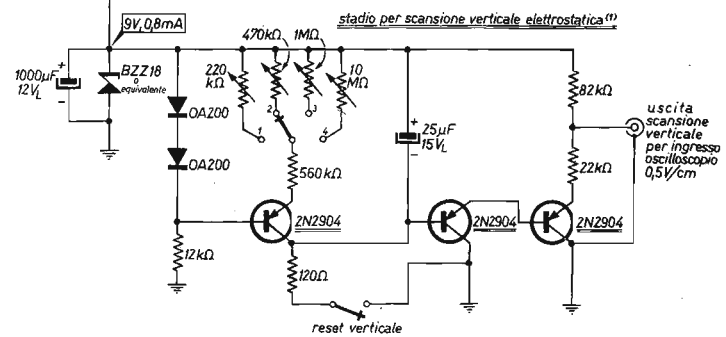 stadio per scansione verticale elettrostatica (1)
9V, 0,8mA
470kΩ
1MΩ
1000µF
12VL
+
-
BZZ18
o
equivalente
220
kΩ
10
MΩ
OA200
1
2
3
4
+
25µF
15VL
-
82kΩ
uscita
scansione
verticale
per ingresso
oscilloscopio
0,5V/cm
OA200
560kΩ
22kΩ
2N2904
2N2904
2N2904
12kΩ
120Ω
reset verticale